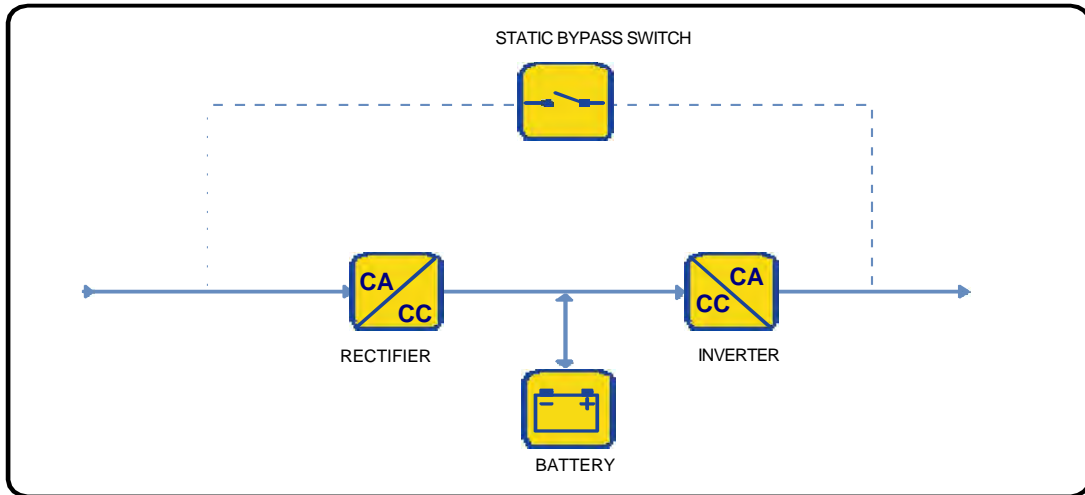 STATIC BYPASS SWITCH
CA
CC
CA
CC
RECTIFIER
INVERTER
BATTERY